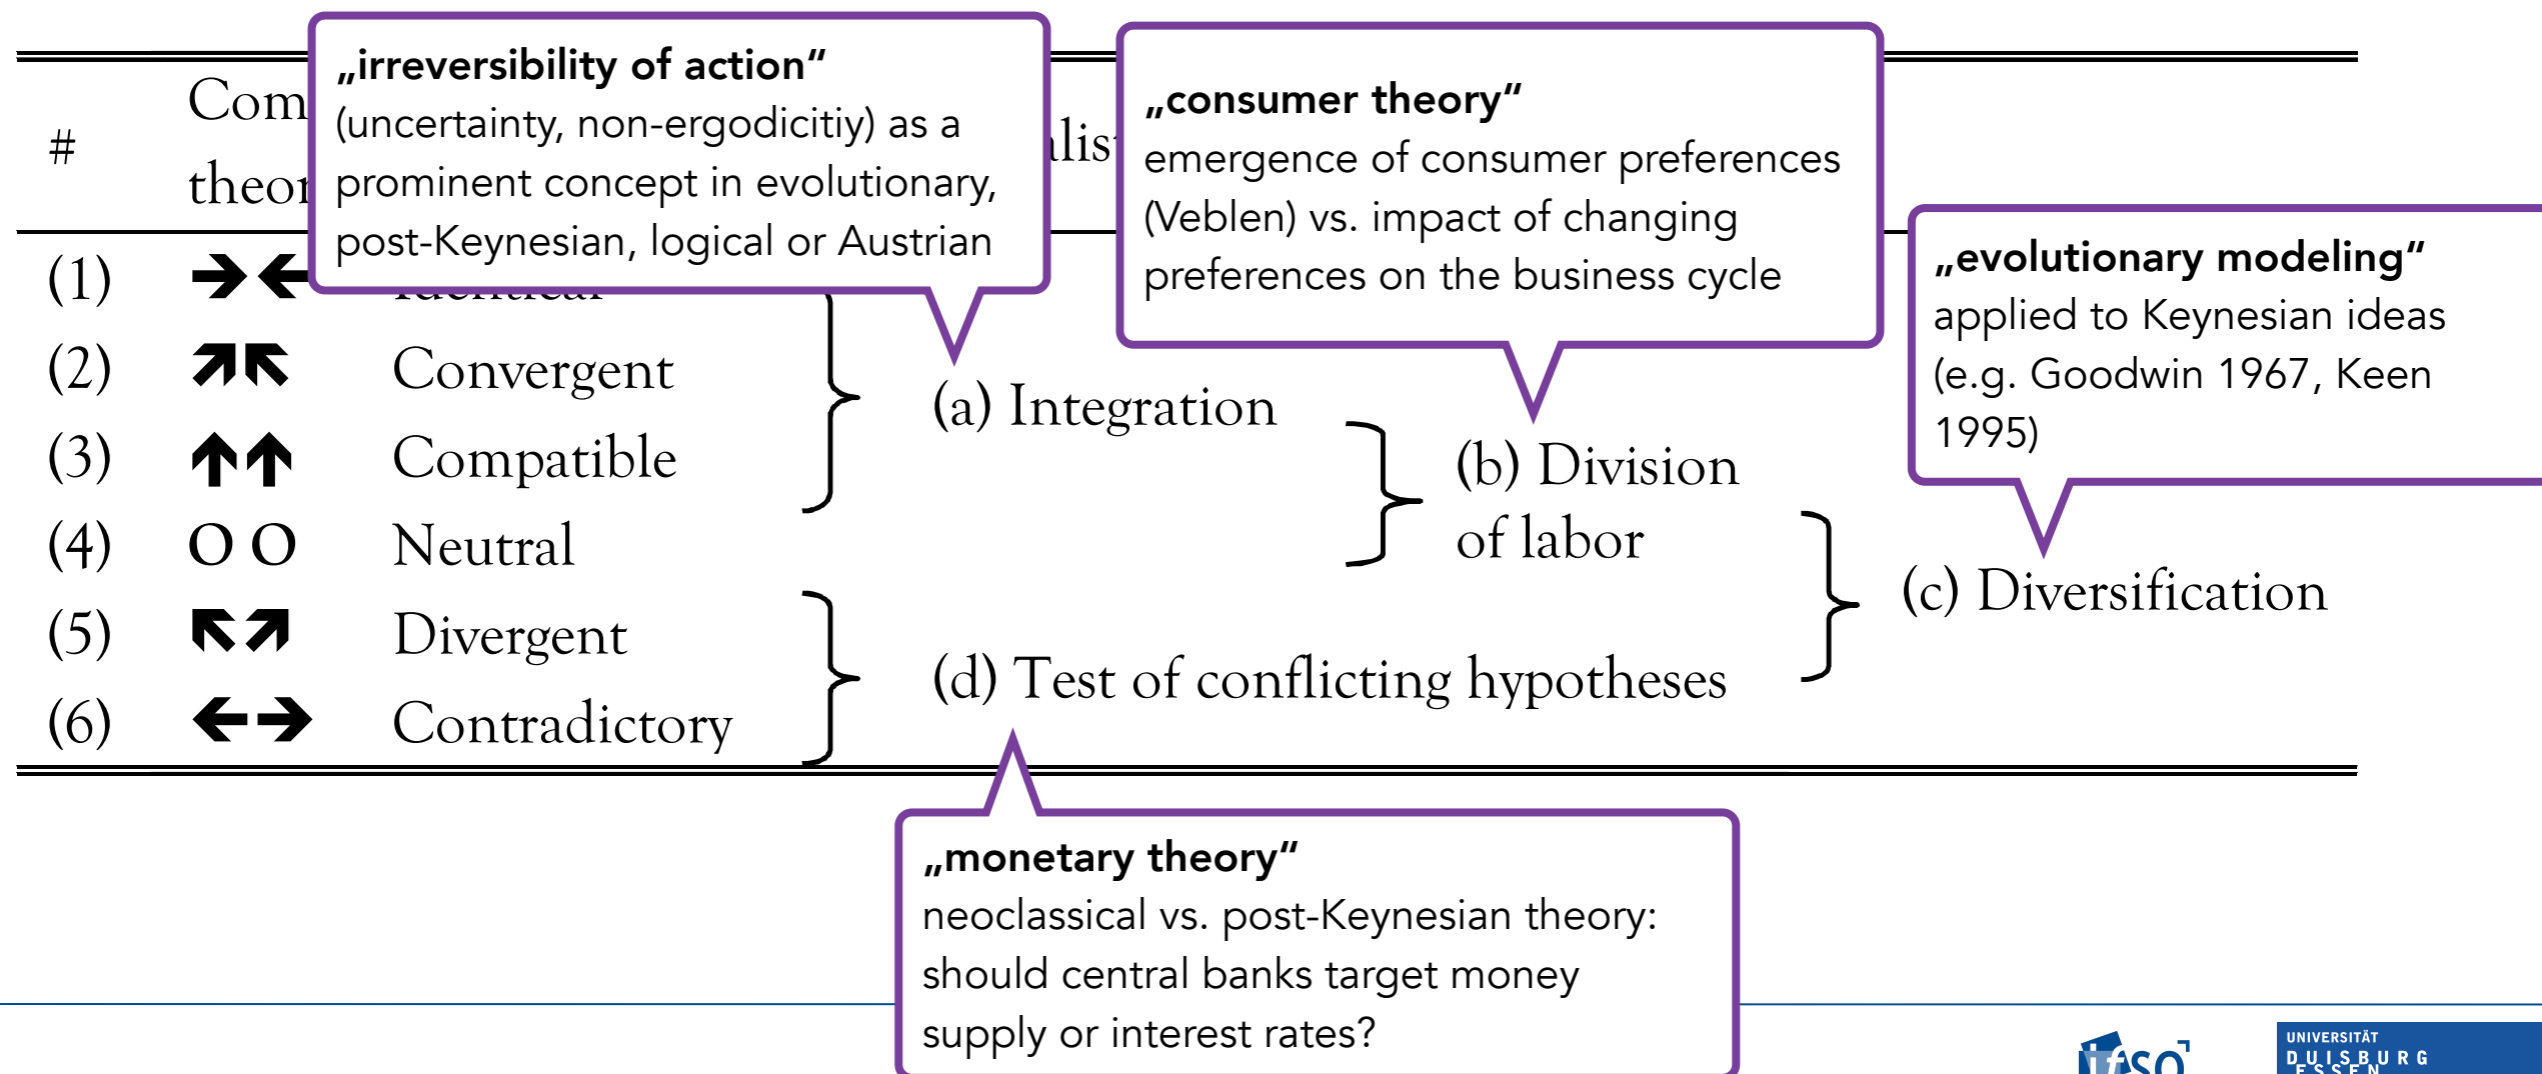 „irreversibility of action“
(uncertainty, non-ergodicitiy) as a
prominent concept in evolutionary,
post-Keynesian, logical or Austrian
„consumer theory“
emergence of consumer preferences
(Veblen) vs. impact of changing
preferences on the business cycle
„evolutionary modeling“
applied to Keynesian ideas
(e.g. Goodwin 1967, Keen
1995)
#
(1) Identical
(2) Convergent
(3) Compatible
(a) Integration
(4) O O Neutral
(b) Division
of labor
(5) Divergent
(6) Contradictory
(c) Diversification
(d) Test of conflicting hypotheses
„monetary theory“
neoclassical vs. post-Keynesian theory:
should central banks target money
supply or interest rates?
ifso
UNIVERSITÄT
DUISBURG
ESSEN